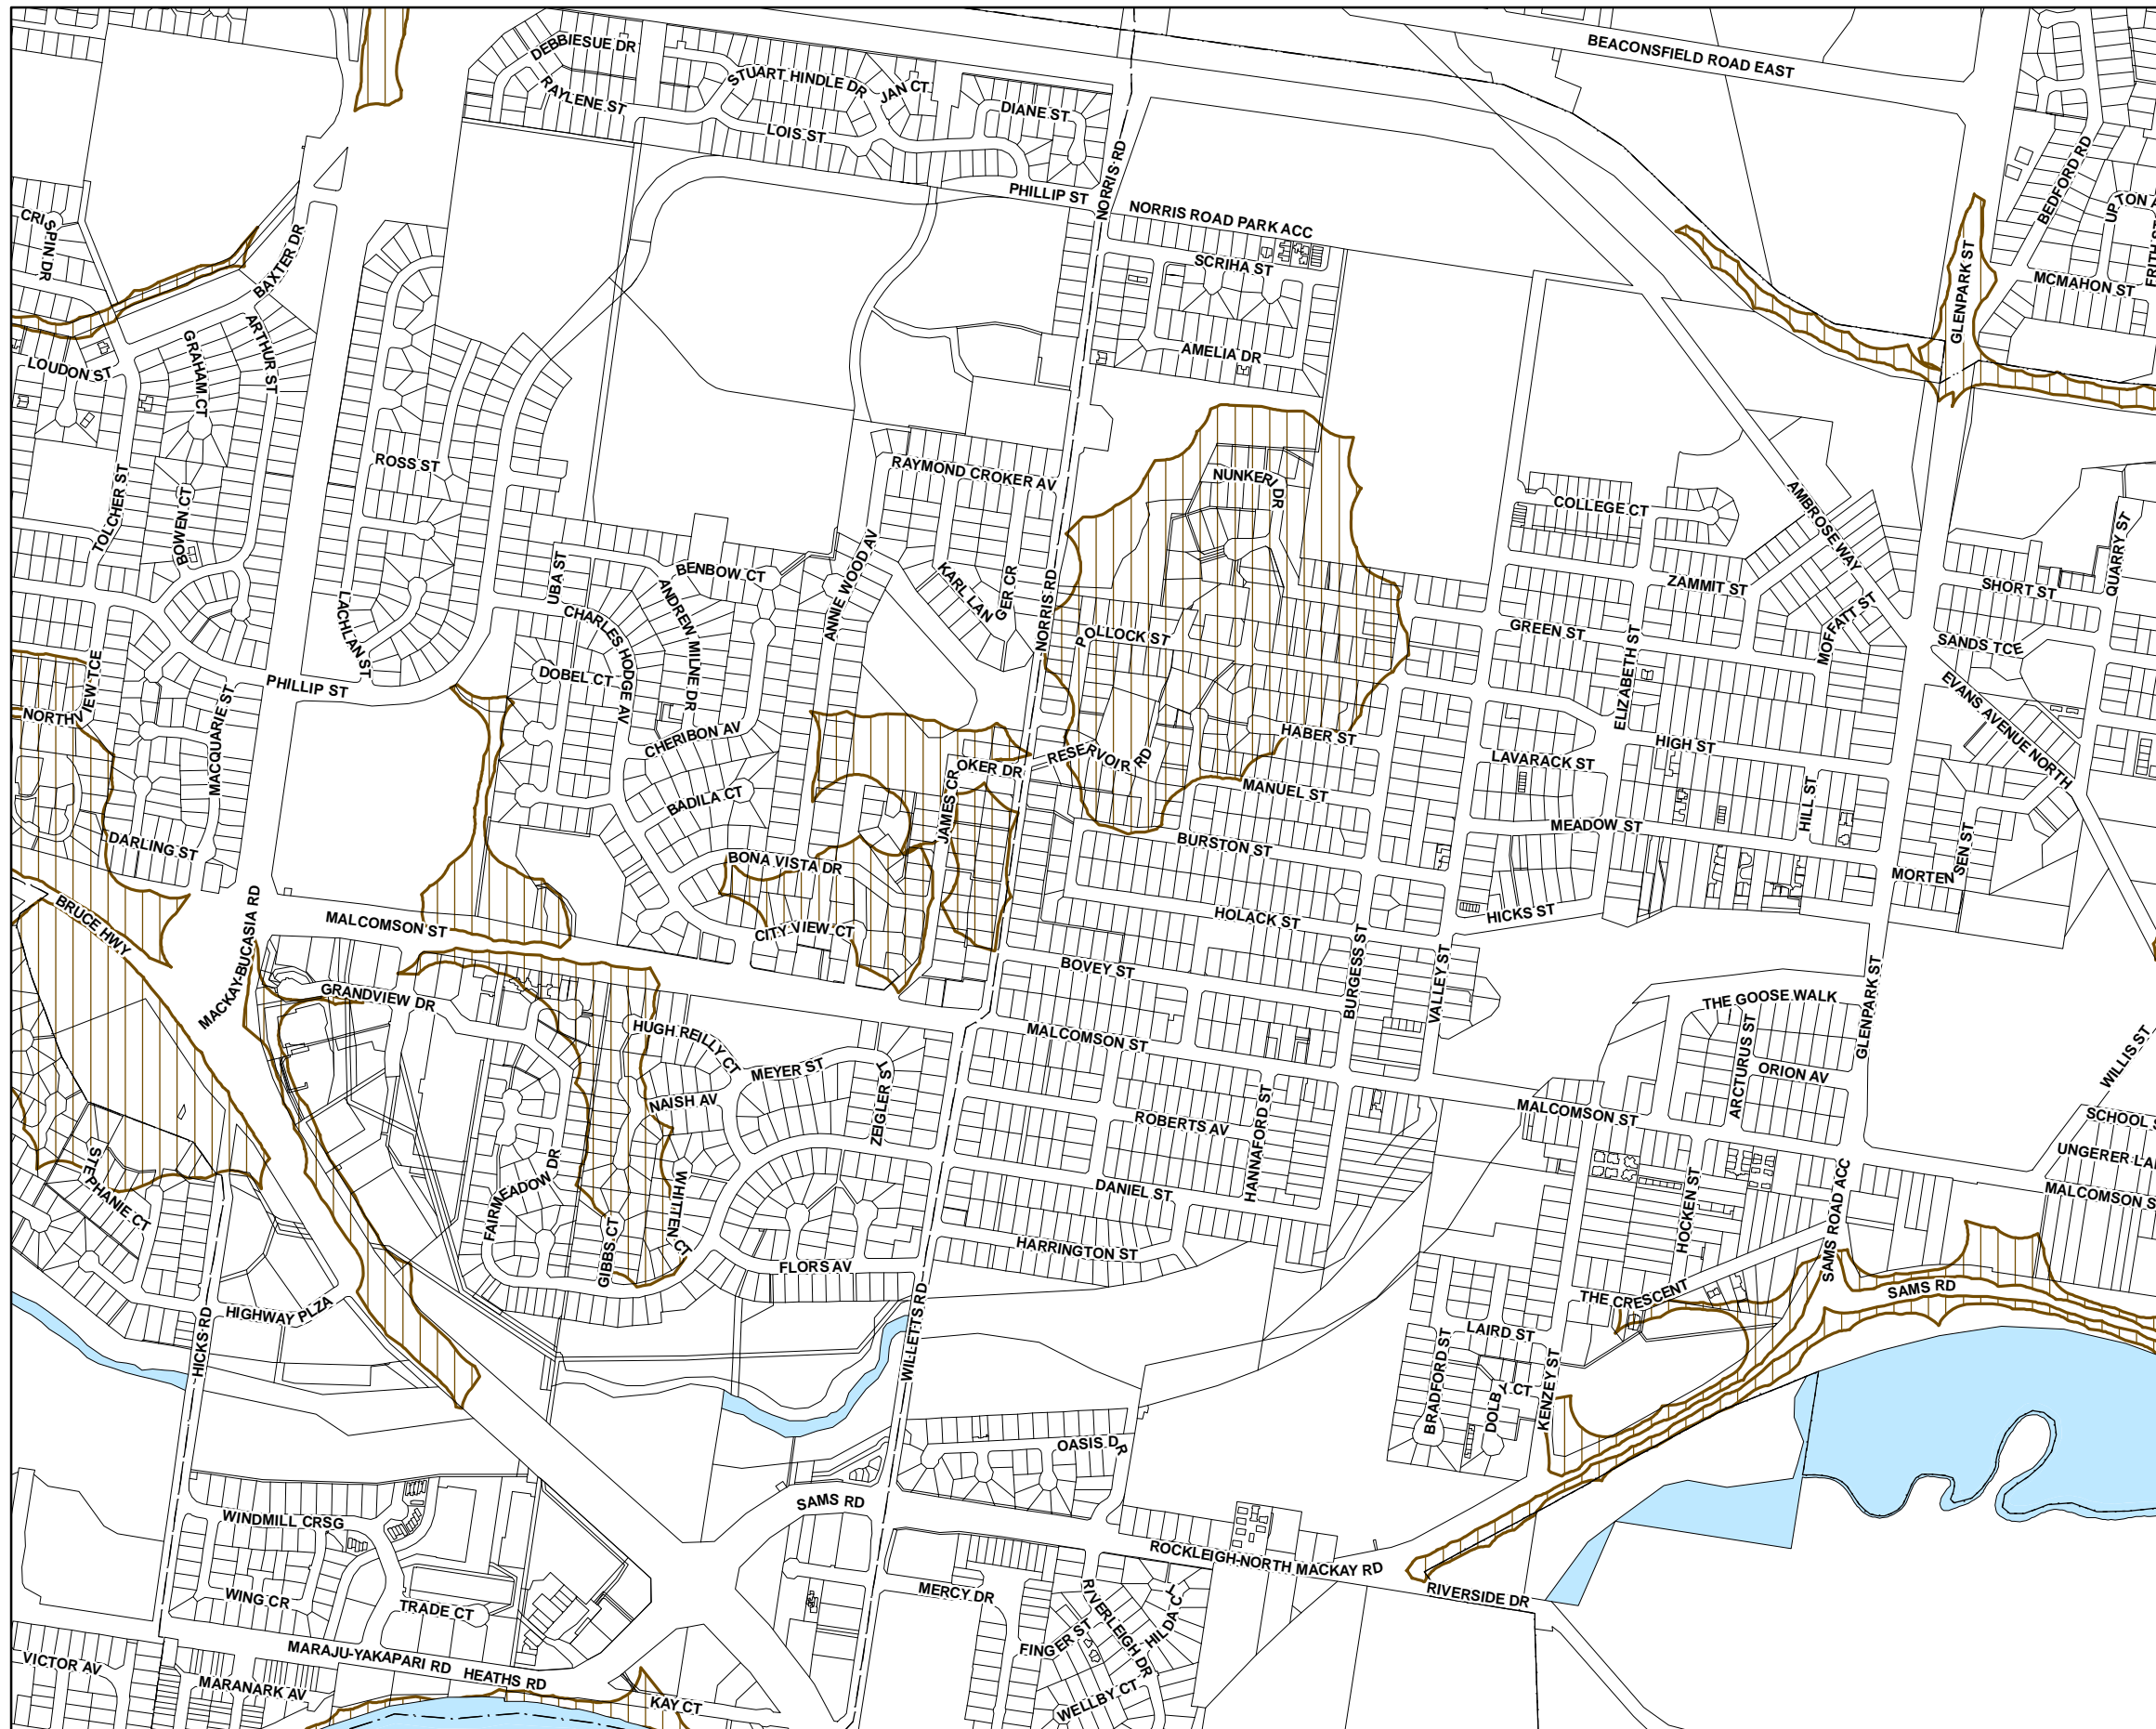 BEACONSFIELD ROAD EAST
DEBBIESUE DR
RAYLENE ST
STUART HINDLE DR
JAN CT
DIANE ST
LOIS ST
PHILLIP ST
NORRIS RD
NORRIS ROAD PARK ACC
SCRIHA ST
AMELIA DR
BEDFORD RD
UPTON A
FRITH ST
MCMAHON ST
GLENPARK ST
CRISPIN DR
BAXTER DR
LOUDON ST
GRAHAM CT
ARTHUR ST
TOLCHER ST
BOWEN CT
ROSS ST
LACHLAN ST
RAYMOND CROKER AV
KARL LANGER CR
NORRIS RD
NUNKERI DR
COLLEGE CT
AMBROSE WAY
ZAMMIT ST
QUARRY ST
SHORT ST
SANDS TCE
EVANS AVENUE NORTH
UBA ST
BENBOW CT
ANNIE WOOD AV
CHARLES HODGE AV
ANDREW MILNE DR
DOBEL CT
CHERIBON AV
BADILA CT
POLLOCK ST
GREEN ST
ELIZABETH ST
MOFFATT ST
NORTHVIEW TCE
PHILLIP ST
MACQUARIE ST
DARLING ST
HABER ST
RESERVOIR RD
JAMES CROKER DR
MANUEL ST
LAVARACK ST
HIGH ST
HILL ST
MEADOW ST
BURSTON ST
BONA VISTA DR
MORTENSEN ST
BRUCE HWY
MACKAY-BUCASIA RD
MALCOMSON ST
CITY VIEW CT
HOLACK ST
HICKS ST
BOVEY ST
BURGESS ST
VALLEY ST
GRANDVIEW DR
HUGH REILLY CT
MALCOMSON ST
THE GOOSE WALK
ARCTURUS ST
ORION AV
GLENPARK ST
WILLIS ST
MEYER ST
NAISH AV
ZEIGLER ST
ROBERTS AV
HANNAFORD ST
MALCOMSON ST
SCHOOL S
UNGERER LA
MALCOMSON S
STEPHANIE CT
FAIRMEADOW DR
GIBBS CT
WHITTEN CT
DANIEL ST
HARRINGTON ST
FLORS AV
HOCKEN ST
SAMS ROAD ACC
THE CRESCENT
SAMS RD
HIGHWAY PLZA
HICKS RD
WILLETTS RD
LAIRD ST
BRADFORD ST
DOLBY CT
KENZEY ST
OASIS DR
SAMS RD
WINDMILL CRSG
WING CR
TRADE CT
ROCKLEIGH-NORTH MACKAY RD
RIVERSIDE DR
MERCY DR
RIVERLEIGH DR
HILDA CT
FINGER ST
WELLBY CT
MARAJU-YAKAPARI RD
HEATHS RD
VICTOR AV
MARANARK AV
KAY CT